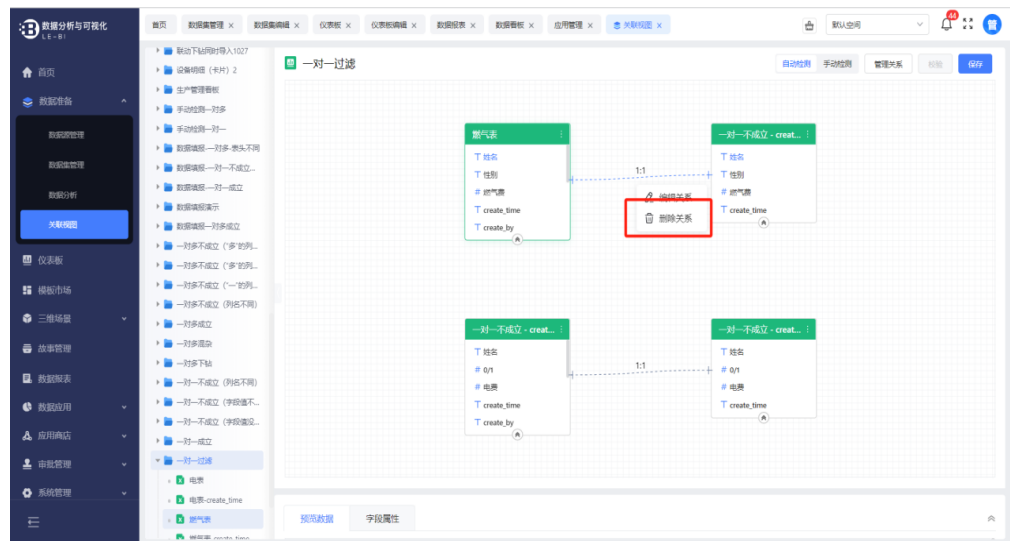 数据分析与可视化
LE-BI
首页
数据集管理 ×
数据集编辑 ×
仪表板 ×
仪表板编辑 ×
数据报表 ×
数据看板 ×
应用管理 ×
关联视图 ×
默认空间
44
管
首页
数据准备
数据源管理
数据集管理
数据分析
关联视图
仪表板
模板市场
三维场景
故事管理
数据报表
数据应用
应用商店
审批管理
系统管理
联动下钻同时导入1027
设备明细（卡片）2
生产管理看板
手动检测—对多
手动检测—对一
数据填报-一对多-表头不同
数据填报-一对一不成立...
数据填报-一对一成立
数据填报演示
数据填报—对多成立
一对多不成立（"多"的列...
一对多不成立（"多"的列...
一对多不成立（"一"的列...
一对多不成立（列名不同）
一对多成立
一对多混杂
一对多下钻
一对一不成立（列名不同）
一对一不成立（字段值不...
一对一不成立（字段值没...
一对一成立
一对一过滤
电表
电表-create_time
燃气表
燃气表-create_time
一对一过滤
自动检测
手动检测
管理关系
校验
保存
燃气表
T 姓名
T 性别
# 燃气费
T create_time
T create_by
1:1
一对一不成立 - creat...
T 姓名
T 性别
# 燃气费
T create_time
编辑关系
删除关系
一对一不成立 - creat...
T 姓名
# 0/1
# 电费
T create_time
T create_by
1:1
一对一不成立 - creat...
T 姓名
# 0/1
# 电费
T create_time
预览数据
字段属性